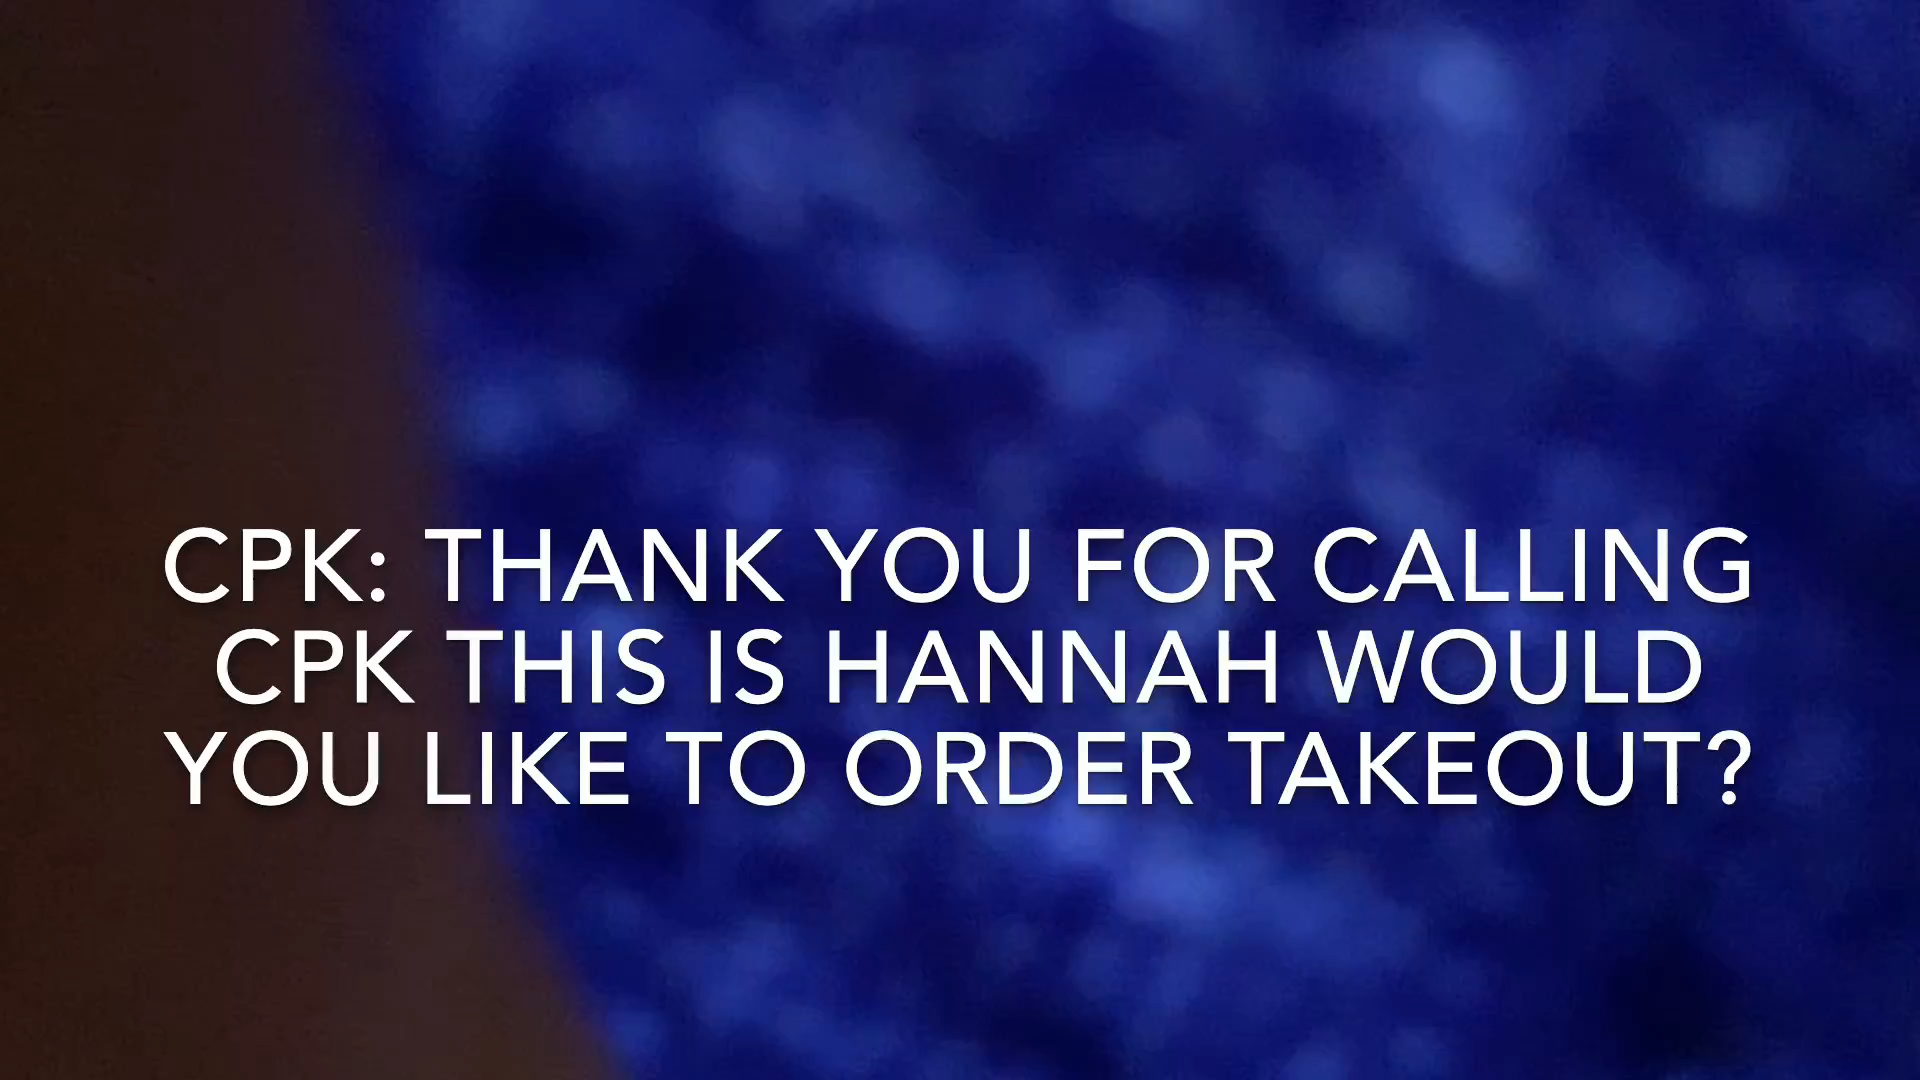 CPK: THANK YOU FOR CALLING
CPK THIS IS HANNAH WOULD
YOU LIKE TO ORDER TAKEOUT?